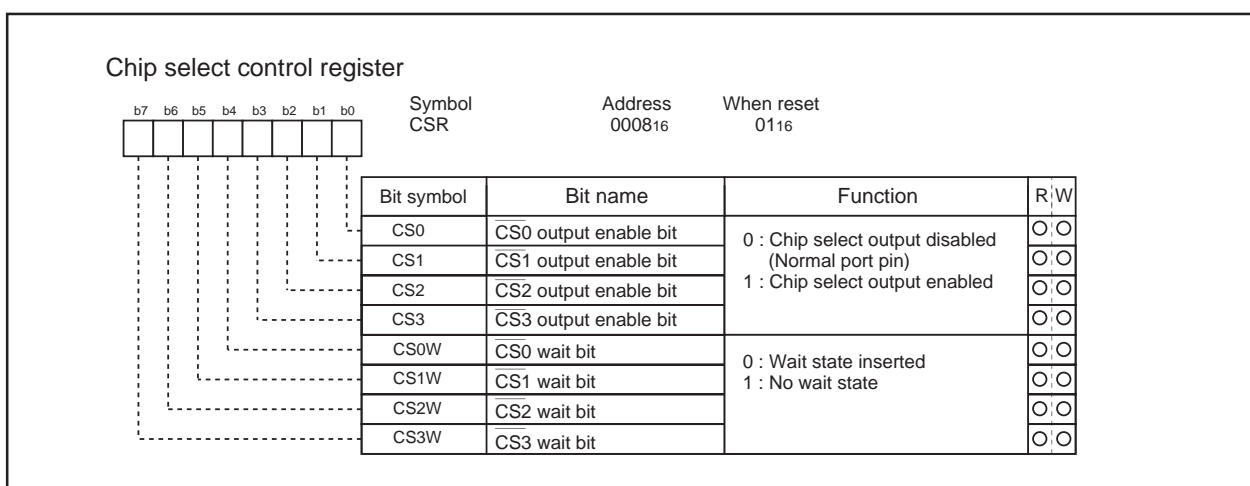 Chip select control register
b7 b6 b5 b4 b3 b2 b1 b0
Symbol Address When reset
CSR 000816 0116
Bit symbol Bit name Function R W
CS0 CS0 output enable bit
CS1 CS1 output enable bit
CS2 CS2 output enable bit
CS3 CS3 output enable bit
0 : Chip select output disabled
(Normal port pin)
1 : Chip select output enabled
CS0W CS0 wait bit
CS1W CS1 wait bit
CS2W CS2 wait bit
CS3W CS3 wait bit
0 : Wait state inserted
1 : No wait state